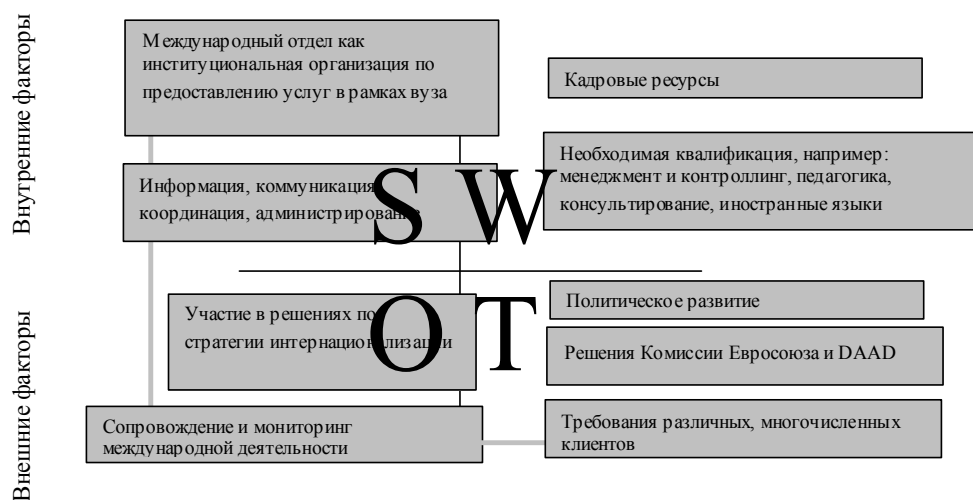 Внутренние факторы
Международный отдел как
институциональная организация по
предоставлению услуг в рамках вуза
Кадровые ресурсы
Информация, коммуникация,
координация, администрирование
Необходимая квалификация, например:
менеджмент и контроллинг, педагогика,
консультирование, иностранные языки
S W
O T
Внешние факторы
Участие в решениях по
стратегии интернационализации
Политическое развитие
Решения Комиссии Евросоюза и DAAD
Сопровождение и мониторинг
международной деятельности
Требования различных, многочисленных
клиентов